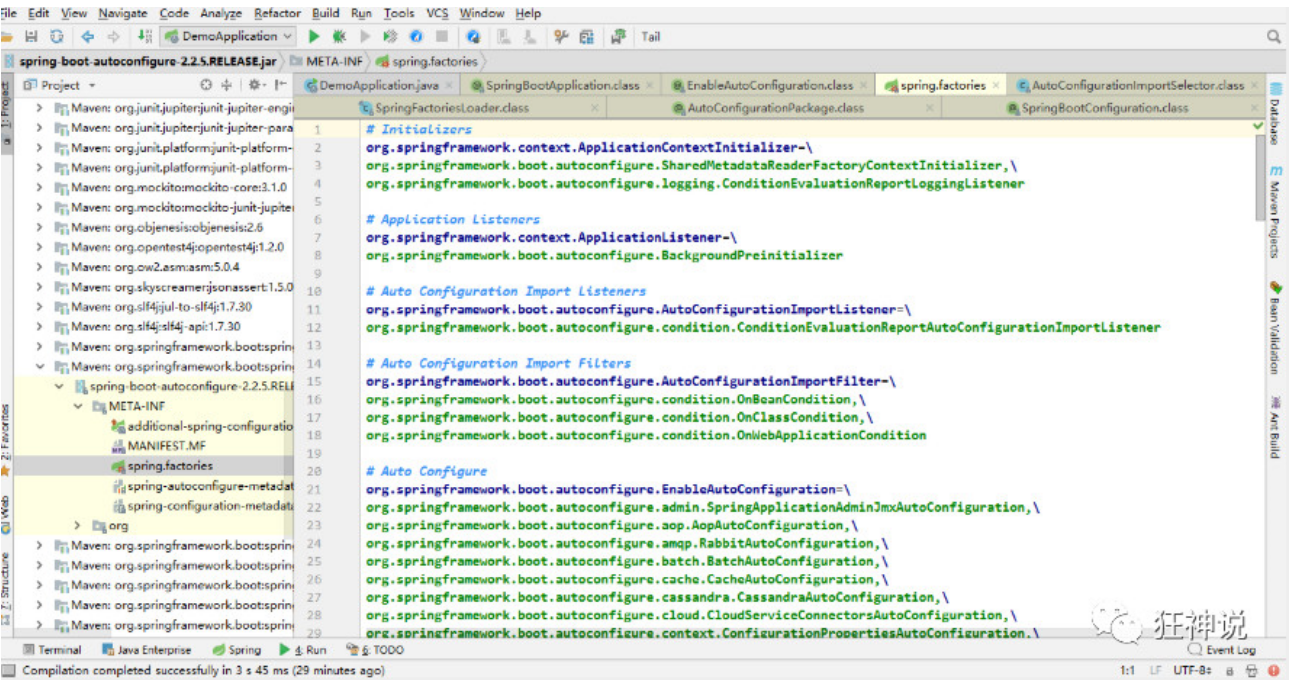 File Edit View Navigate Code Analyze Refactor Build Run Tools VCS Window Help
DemoApplication Tail
spring-boot-autoconfigure-2.2.5.RELEASE.jar META-INF spring.factories
Project
DemoApplication.java SpringBootApplication.class EnableAutoConfiguration.class spring.factories AutoConfigurationImportSelector.class
SpringFactoriesLoader.class AutoConfigurationPackage.class SpringBootConfiguration.class
Maven: org.junit.jupiter:junit-jupiter-engi
Maven: org.junit.jupiter:junit-jupiter-para
Maven: org.junit.platform:junit-platform-
Maven: org.junit.platform:junit-platform-
Maven: org.mockito:mockito-core:3.1.0
Maven: org.mockito:mockito-junit-jupiter
Maven: org.objenesis:objenesis:2.6
Maven: org.opentest4j:opentest4j:1.2.0
Maven: org.ow2.asm:asm:5.0.4
Maven: org.skyscreamer:jsonassert:1.5.0
Maven: org.slf4j:jul-to-slf4j:1.7.30
Maven: org.slf4j:slf4j-api:1.7.30
Maven: org.springframework.boot:spring
Maven: org.springframework.boot:spring
spring-boot-autoconfigure-2.2.5.RELE
META-INF
additional-spring-configuratio
MANIFEST.MF
spring.factories
spring-autoconfigure-metadat
spring-configuration-metadata
org
Maven: org.springframework.boot:spring
Maven: org.springframework.boot:spring
Maven: org.springframework.boot:spring
Maven: org.springframework.boot:spring
Maven: org.springframework.boot:spring
1 # Initializers
2 org.springframework.context.ApplicationContextInitializer=\
3 org.springframework.boot.autoconfigure.SharedMetadataReaderFactoryContextInitializer,\
4 org.springframework.boot.autoconfigure.logging.ConditionEvaluationReportLoggingListener
5
6 # Application Listeners
7 org.springframework.context.ApplicationListener=\
8 org.springframework.boot.autoconfigure.BackgroundPreinitializer
9
10 # Auto Configuration Import Listeners
11 org.springframework.boot.autoconfigure.AutoConfigurationImportListener=\
12 org.springframework.boot.autoconfigure.condition.ConditionEvaluationReportAutoConfigurationImportListener
13
14 # Auto Configuration Import Filters
15 org.springframework.boot.autoconfigure.AutoConfigurationImportFilter=\
16 org.springframework.boot.autoconfigure.condition.OnBeanCondition,\
17 org.springframework.boot.autoconfigure.condition.OnClassCondition,\
18 org.springframework.boot.autoconfigure.condition.OnWebApplicationCondition
19
20 # Auto Configure
21 org.springframework.boot.autoconfigure.EnableAutoConfiguration=\
22 org.springframework.boot.autoconfigure.admin.SpringApplicationAdminJmxAutoConfiguration,\
23 org.springframework.boot.autoconfigure.aop.AopAutoConfiguration,\
24 org.springframework.boot.autoconfigure.amqp.RabbitAutoConfiguration,\
25 org.springframework.boot.autoconfigure.batch.BatchAutoConfiguration,\
26 org.springframework.boot.autoconfigure.cache.CacheAutoConfiguration,\
27 org.springframework.boot.autoconfigure.cassandra.CassandraAutoConfiguration,\
28 org.springframework.boot.autoconfigure.cloud.CloudServiceConnectorsAutoConfiguration,\
29 org.springframework.boot.autoconfigure.context.ConfigurationPropertiesAutoConfiguration,\
1: Project
2: Favorites
Web
7: Structure
Database
Maven Projects
Bean Validation
Ant Build
狂神说
Terminal Java Enterprise Spring 4: Run 6: TODO Event Log
Compilation completed successfully in 3 s 45 ms (29 minutes ago) 1:1 LF UTF-8